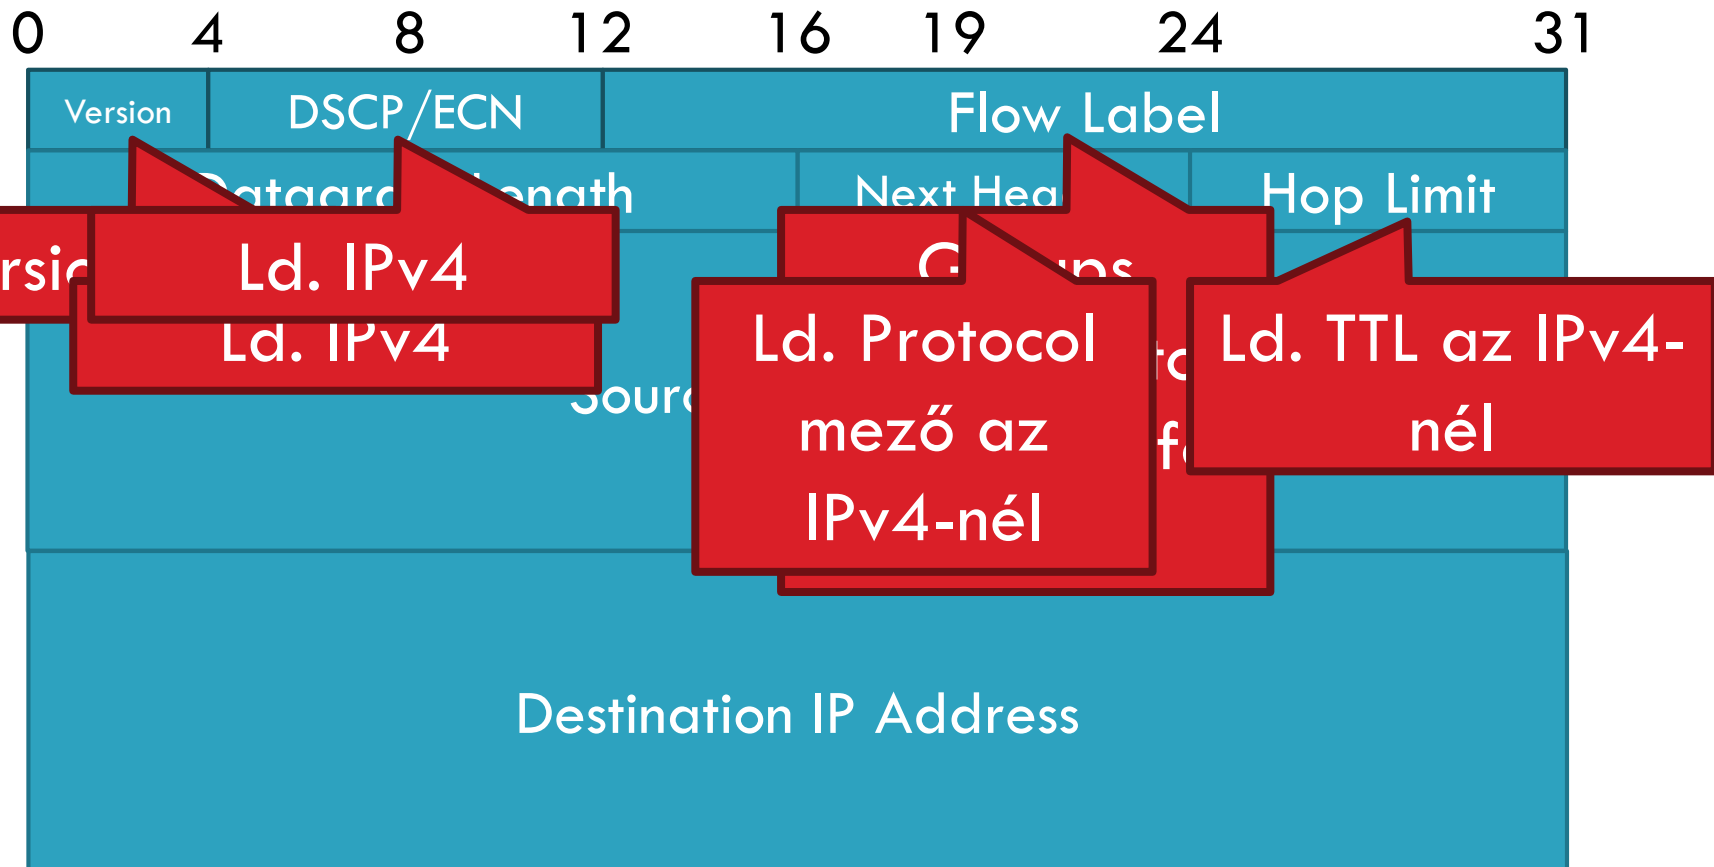 0 4 8 12 16 19 24 31
Version DSCP/ECN Flow Label
Next Hop Limit
Ld. IPv4
Ld. IPv4
Ld. Protocol
mező az
IPv4-nél
Ld. TTL az IPv4-
nél
Destination IP Address